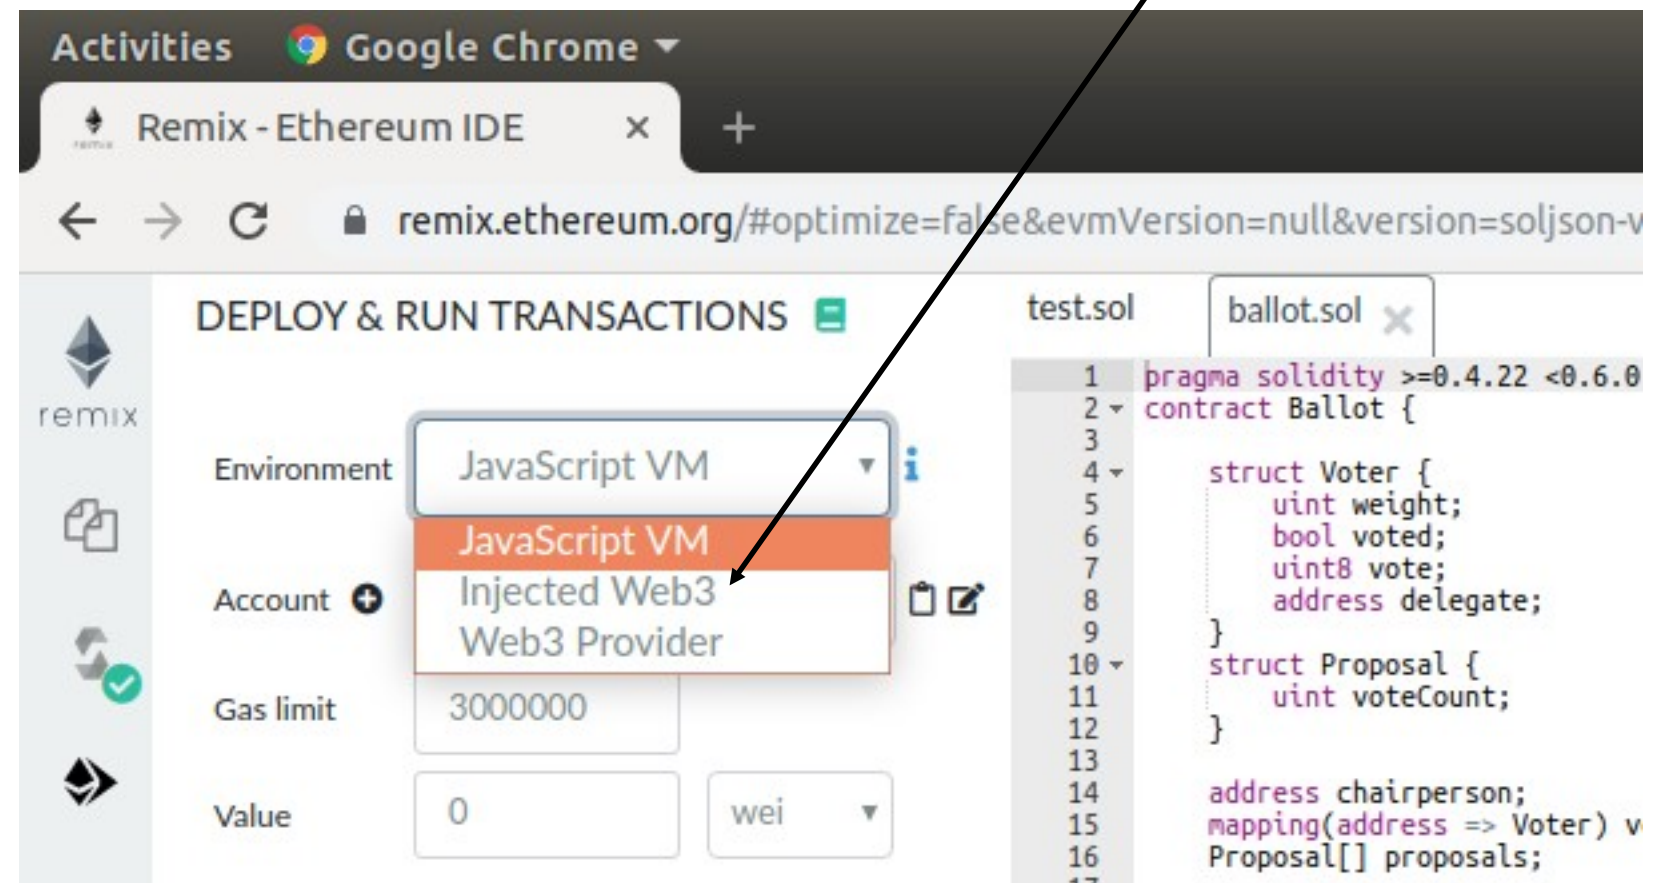 Activities Google Chrome
remix Remix - Ethereum IDE × +
remix.ethereum.org/#optimize=false&evmVersion=null&version=soljson-v
remix
DEPLOY & RUN TRANSACTIONS
Environment JavaScript VM
JavaScript VM
Injected Web3
Web3 Provider
Account
Gas limit 3000000
Value 0 wei
test.sol ballot.sol
1 pragma solidity >=0.4.22 <0.6.0
2 contract Ballot {
3
4 struct Voter {
5 uint weight;
6 bool voted;
7 uint8 vote;
8 address delegate;
9 }
10 struct Proposal {
11 uint voteCount;
12 }
13
14 address chairperson;
15 mapping(address => Voter) v
16 Proposal[] proposals;